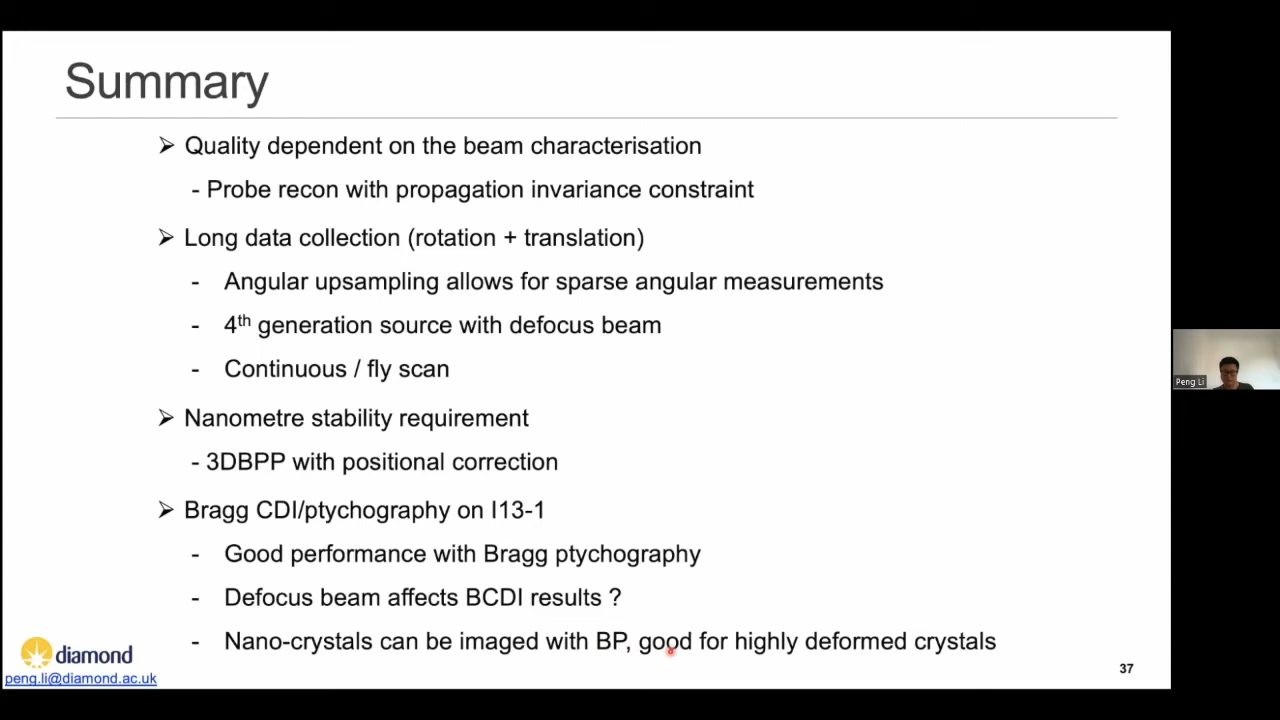 Summary
➢ Quality dependent on the beam characterisation
- Probe recon with propagation invariance constraint
➢ Long data collection (rotation + translation)
- Angular upsampling allows for sparse angular measurements
- 4th generation source with defocus beam
- Continuous / fly scan
➢ Nanometre stability requirement
- 3DBPP with positional correction
➢ Bragg CDI/ptychography on I13-1
- Good performance with Bragg ptychography
- Defocus beam affects BCDI results ?
- Nano-crystals can be imaged with BP, good for highly deformed crystals
diamond
peng.li@diamond.ac.uk
37
Peng Li